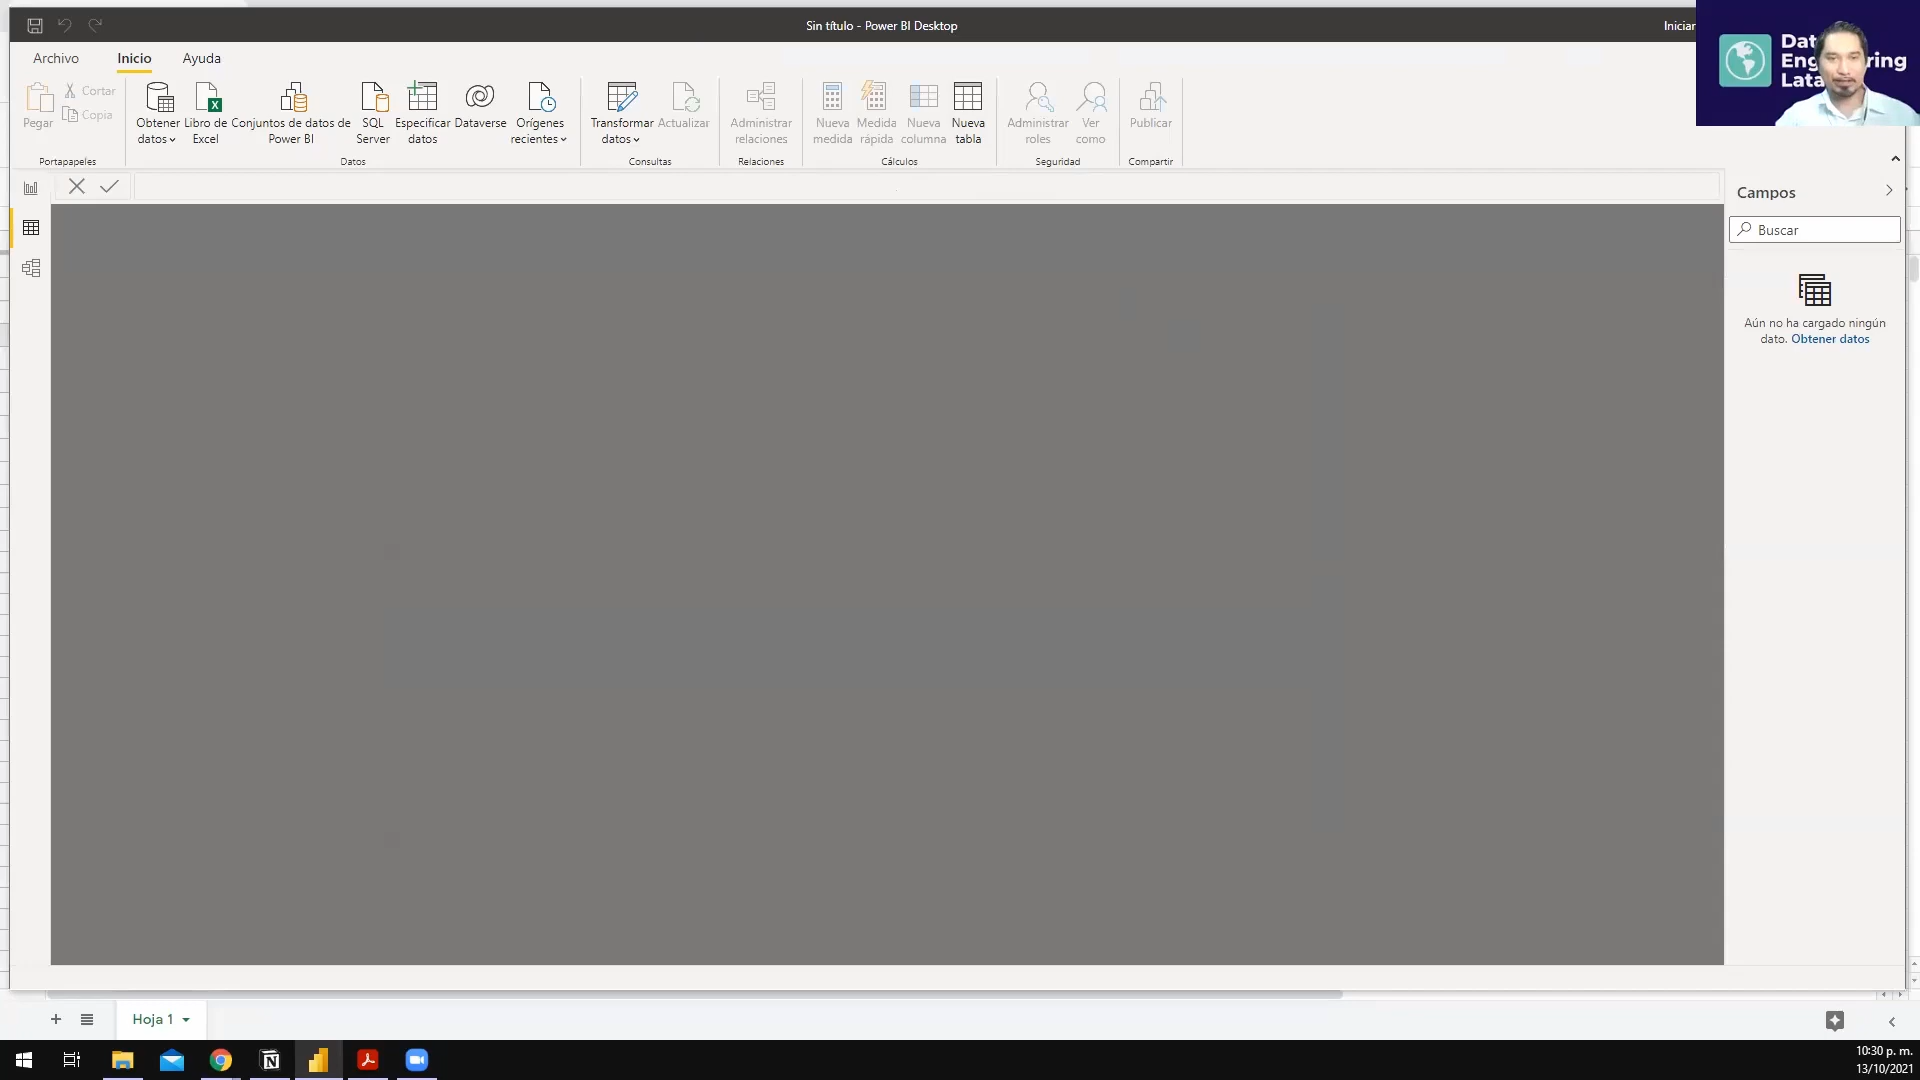 Sin título - Power BI Desktop
Iniciar
Archivo
Inicio
Ayuda
Pegar
Cortar
Copia
Portapapeles
Obtener
datos
Libro de
Excel
Conjuntos de datos de
Power BI
SQL
Server
Especificar
datos
Dataverse
Orígenes
recientes
Datos
Transformar
datos
Actualizar
Consultas
Administrar
relaciones
Relaciones
Nueva
medida
Medida
rápida
Nueva
columna
Nueva
tabla
Cálculos
Administrar
roles
Ver
como
Seguridad
Publicar
Compartir
Campos
Buscar
Aún no ha cargado ningún
dato. Obtener datos
Hoja 1
10:30 p. m.
13/10/2021